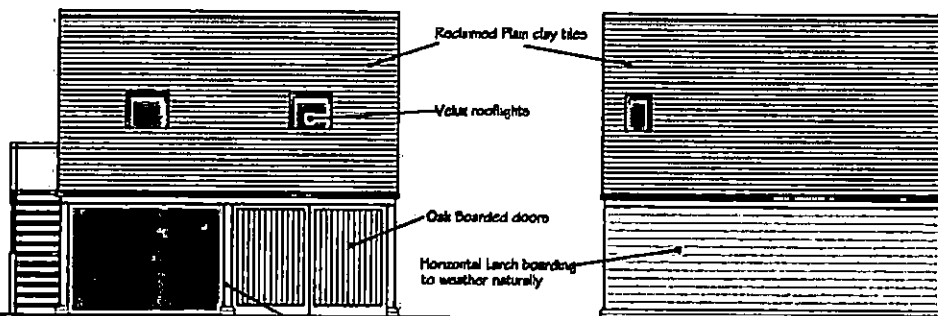 Reclaimed Plain clay tiles
Velux rooflights
Oak Boarded doors
Horizontal Larch boarding
to weather naturally